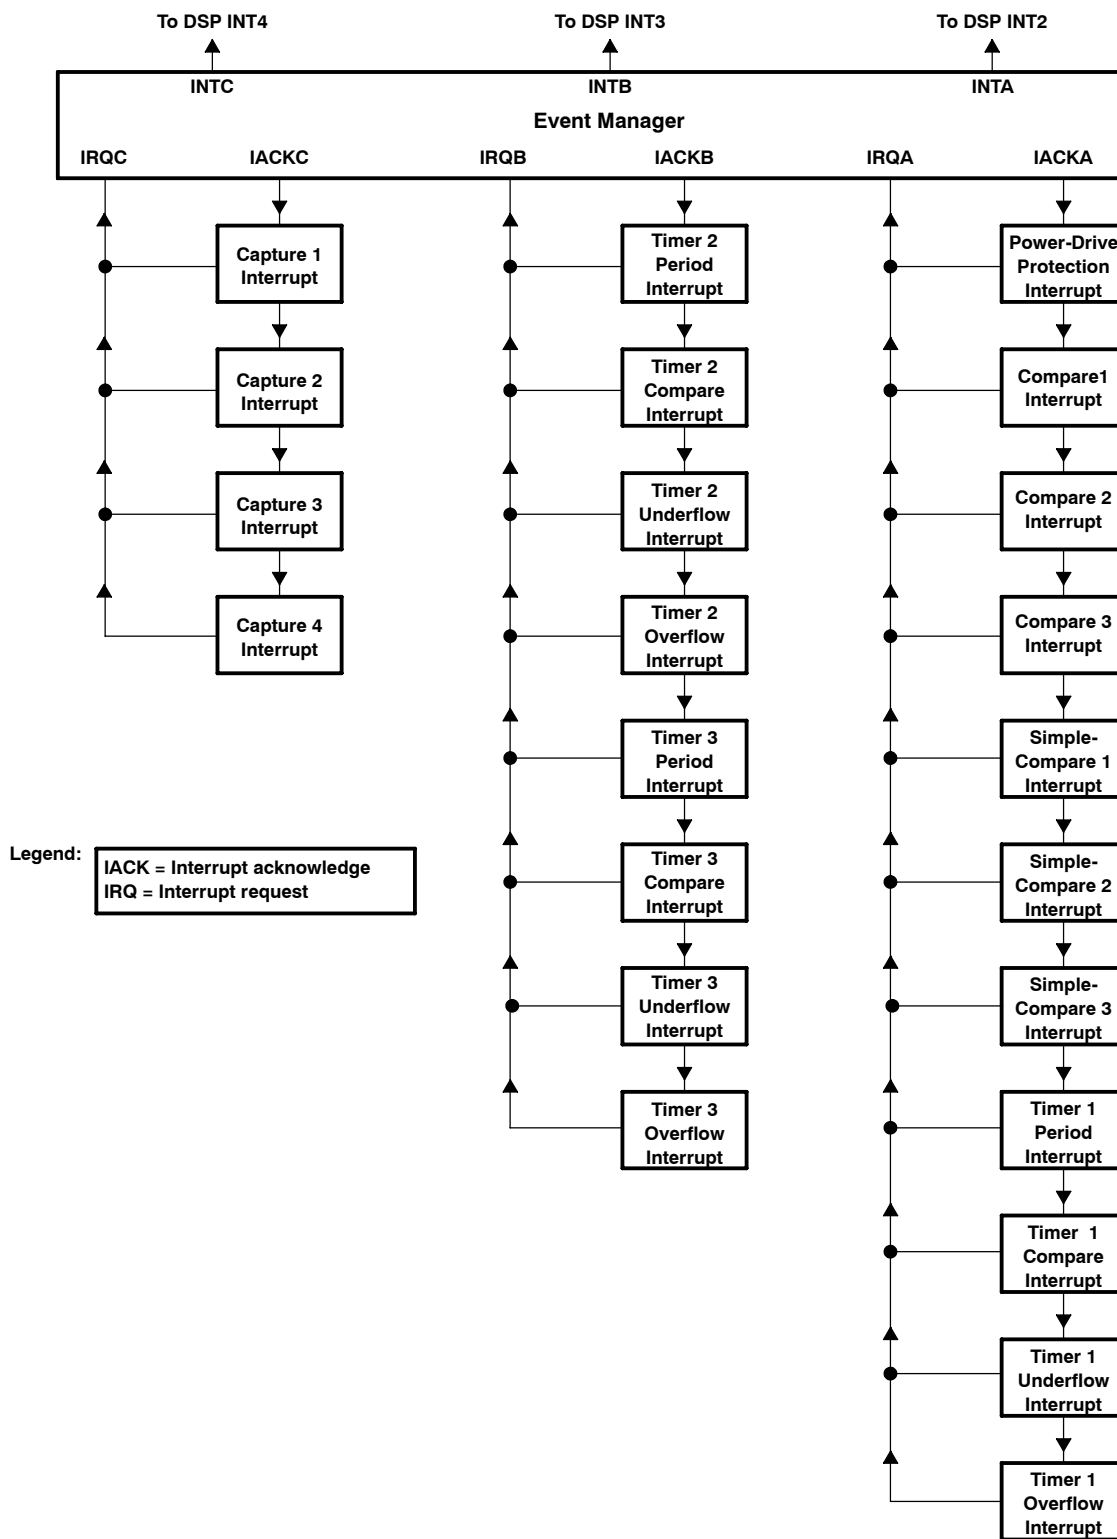 To DSP INT4
To DSP INT3
To DSP INT2
INTC
INTB
INTA
Event Manager
IRQC
IACKC
IRQB
IACKB
IRQA
IACKA
Capture 1
Interrupt
Capture 2
Interrupt
Capture 3
Interrupt
Capture 4
Interrupt
Timer 2
Period
Interrupt
Timer 2
Compare
Interrupt
Timer 2
Underflow
Interrupt
Timer 2
Overflow
Interrupt
Timer 3
Period
Interrupt
Timer 3
Compare
Interrupt
Timer 3
Underflow
Interrupt
Timer 3
Overflow
Interrupt
Power-Drive
Protection
Interrupt
Compare1
Interrupt
Compare 2
Interrupt
Compare 3
Interrupt
Simple-
Compare 1
Interrupt
Simple-
Compare 2
Interrupt
Simple-
Compare 3
Interrupt
Timer 1
Period
Interrupt
Timer 1
Compare
Interrupt
Timer 1
Underflow
Interrupt
Timer 1
Overflow
Interrupt
Legend:
IACK = Interrupt acknowledge
IRQ = Interrupt request